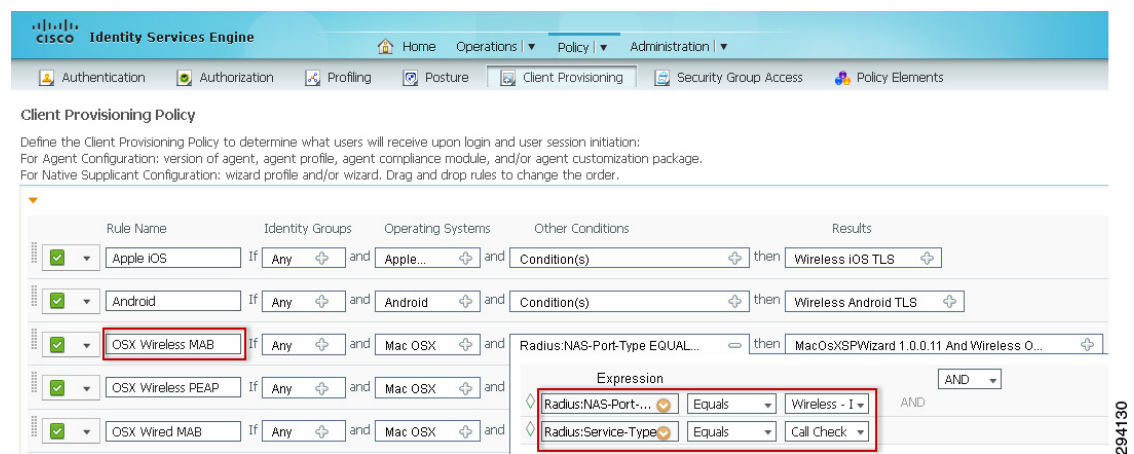 CISCO Identity Services Engine
Home Operations Policy Administration
Authentication Authorization Profiling Posture Client Provisioning Security Group Access Policy Elements
Client Provisioning Policy
Define the Client Provisioning Policy to determine what users will receive upon login and user session initiation:
For Agent Configuration: version of agent, agent profile, agent compliance module, and/or agent customization package.
For Native Supplicant Configuration: wizard profile and/or wizard. Drag and drop rules to change the order.
Rule Name Identity Groups Operating Systems Other Conditions Results
Apple iOS If Any and Apple... and Condition(s) then Wireless iOS TLS
Android If Any and Android and Condition(s) then Wireless Android TLS
OSX Wireless MAB If Any and Mac OSX and Radius:NAS-Port-Type EQUAL... then MacOsXSPWizard 1.0.0.11 And Wireless O...
Expression AND
OSX Wireless PEAP If Any and Mac OSX and
Radius:NAS-Port-... Equals Wireless - I AND
OSX Wired MAB If Any and Mac OSX and Radius:Service-Type Equals Call Check
294130